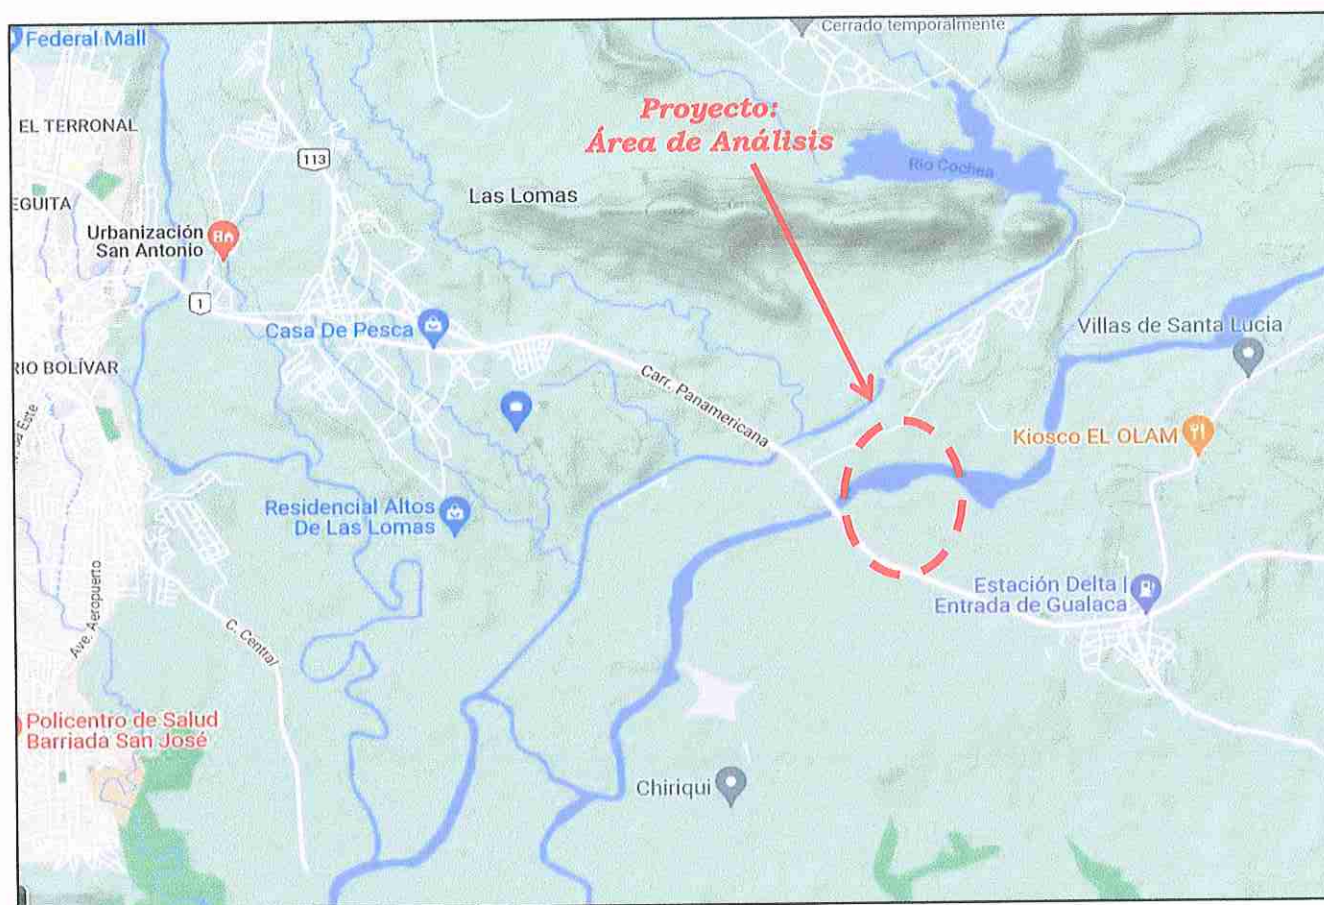 Federal Mall
Cerrado temporalmente
EL TERRONAL
Proyecto:
Área de Análisis
113
Río Cochea
EGUITA
Las Lomas
Urbanización
San Antonio
1
Casa De Pesca
Villas de Santa Lucia
RIO BOLÍVAR
Carr. Panamericana
Kiosco EL OLAM
Residencial Altos
De Las Lomas
Estación Delta |
Entrada de Gualaca
Ave. Aeropuerto
C. Central
Policentro de Salud
Barriada San José
Chiriqui